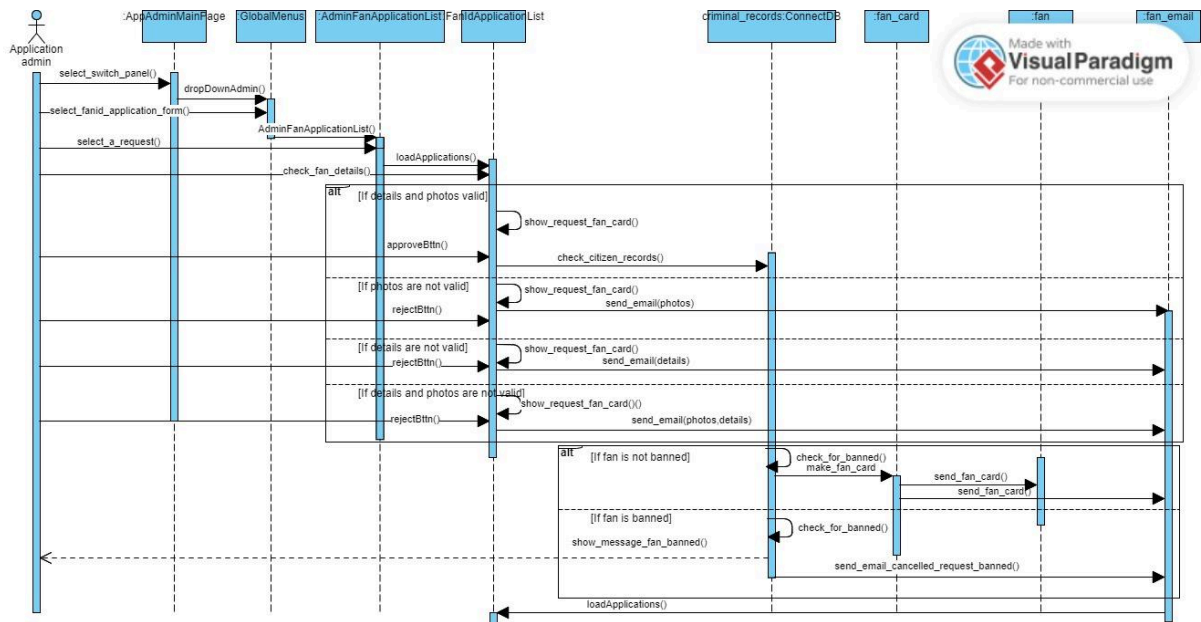 :AppAdminMainPage
:GlobalMenus
:AdminFanApplicationList
:FanIdApplicationList
criminal_records:ConnectDB
:fan_card
:fan
:fan_email
Application
admin
Made with
Visual Paradigm
For non-commercial use
select_switch_panel()
dropDownAdmin()
select_fanid_application_form()
AdminFanApplicationList()
select_a_request()
loadApplications()
check_fan_details()
alt
[If details and photos valid]
show_request_fan_card()
approveBttn()
check_citizen_records()
[If photos are not valid]
show_request_fan_card()
send_email(photos)
rejectBttn()
[If details are not valid]
show_request_fan_card()
send_email(details)
rejectBttn()
[If details and photos are not valid]
show_request_fan_card()()
rejectBttn()
send_email(photos,details)
alt
[If fan is not banned]
check_for_banned()
make_fan_card
send_fan_card()
send_fan_card()
[If fan is banned]
check_for_banned()
show_message_fan_banned()
send_email_cancelled_request_banned()
loadApplications()